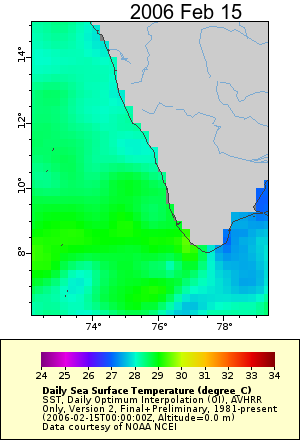 2006 Feb 15
14°
12°
10°
8°
74° 76° 78°
24 25 26 27 28 29 30 31 32 33 34
Daily Sea Surface Temperature (degree_C)
SST, Daily Optimum Interpolation (OI), AVHRR
Only, Version 2, Final+Preliminary, 1981-present
(2006-02-15T00:00:00Z, Altitude=0.0 m)
Data courtesy of NOAA NCEI